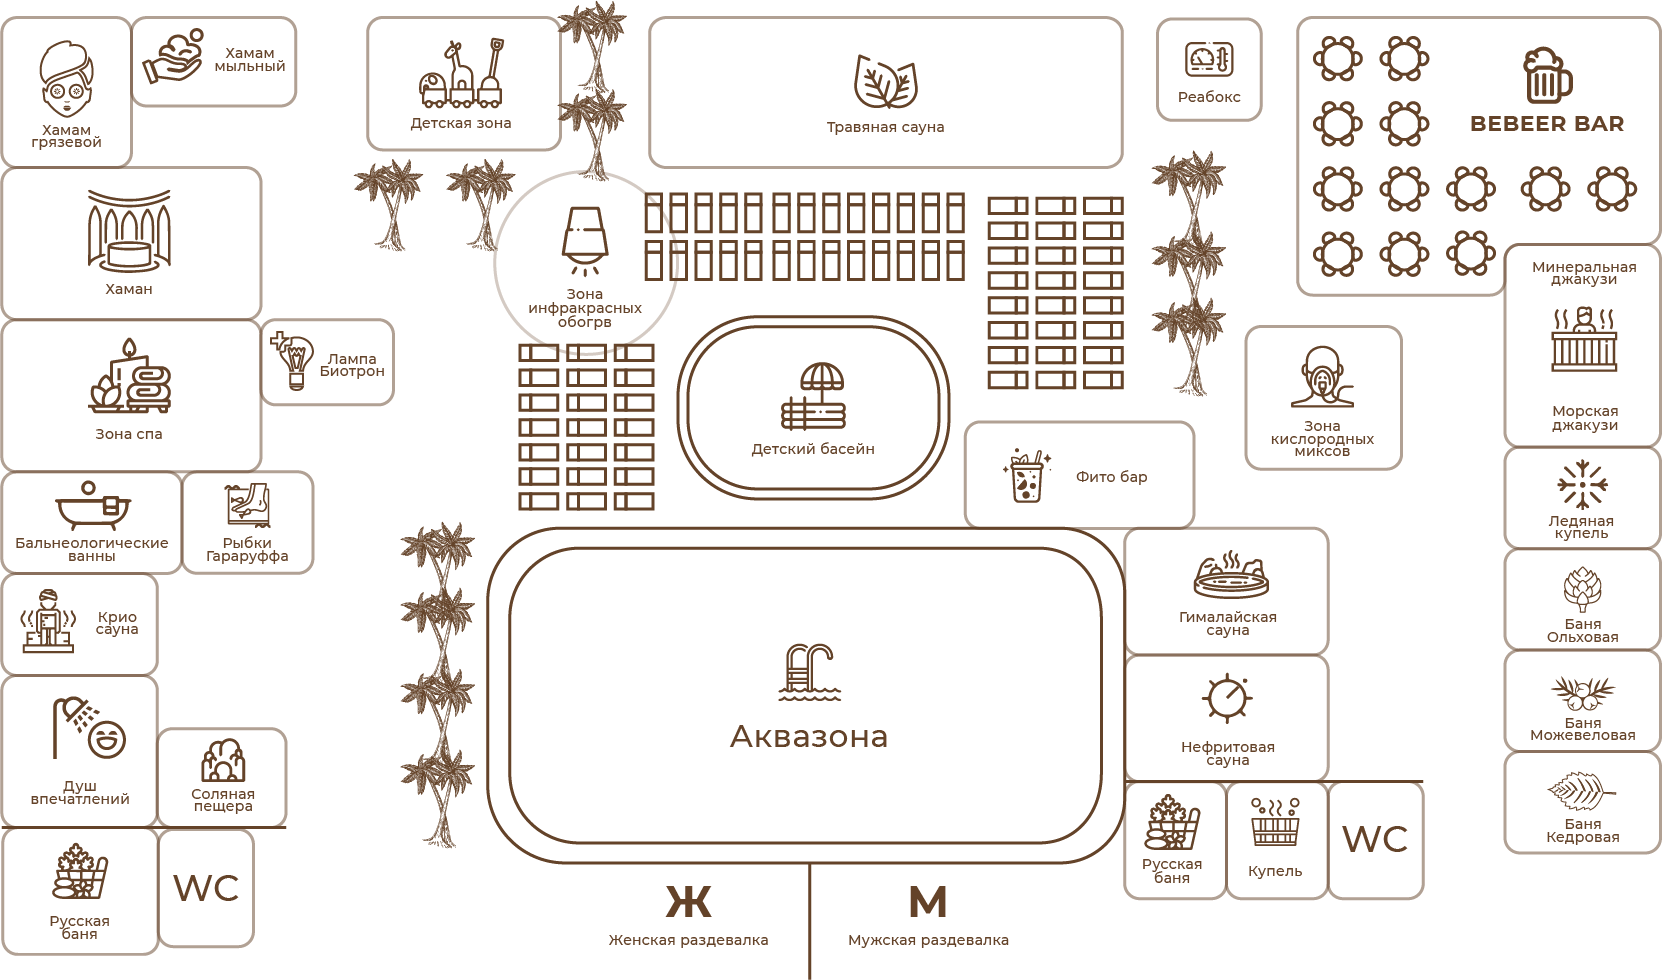 Хамам
грязевой
Хамам
мыльный
Детская зона
Травяная сауна
Реабокс
BEBEER BAR
Хаман
Зона
инфракрасных
обогрв
Минеральная
джакузи
Морская
джакузи
Зона спа
Лампа
Биотрон
Детский басейн
Зона
кислородных
миксов
Фито бар
Бальнеологические
ванны
Рыбки
Гараруффа
Ледяная
купель
Крио
сауна
Гималайская
сауна
Баня
Ольховая
Аквазона
Нефритовая
сауна
Баня
Можевеловая
Душ
впечатлений
Соляная
пещера
Русская
баня
Купель
WC
Баня
Кедровая
Русская
баня
WC
Ж
Женская раздевалка
М
Мужская раздевалка